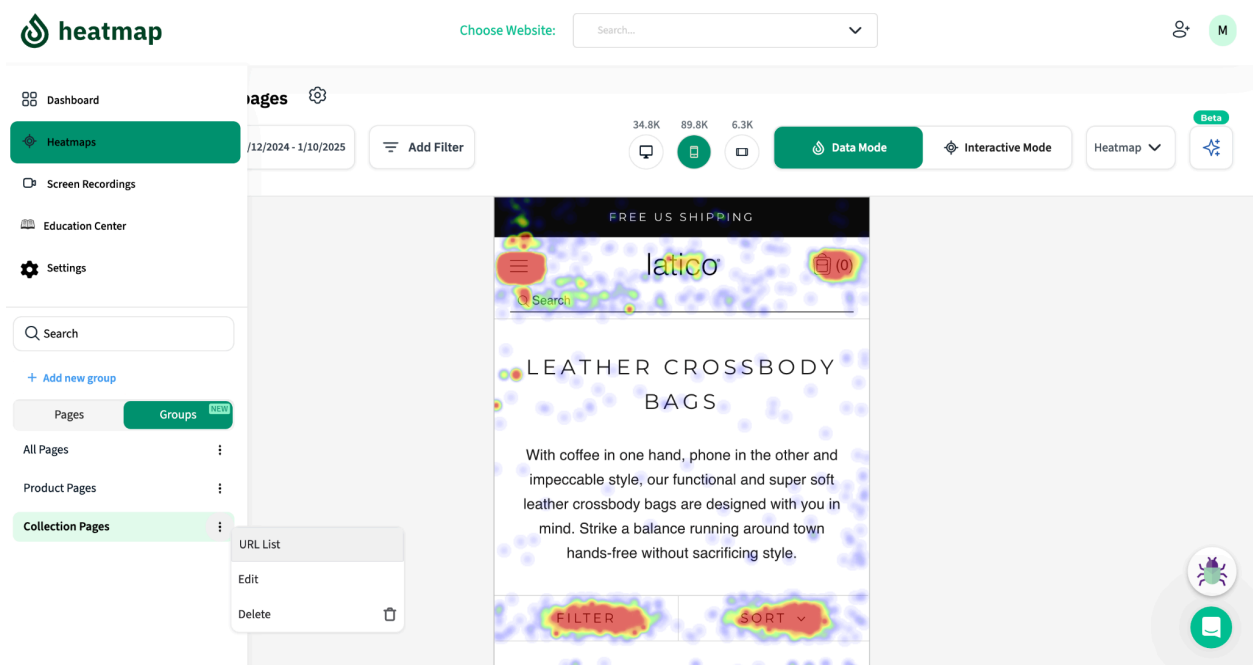 heatmap
Choose Website:
Search...
M
Dashboard
Heatmaps
Screen Recordings
Education Center
Settings
Search
+ Add new group
Pages
Groups NEW
All Pages
Product Pages
Collection Pages
URL List
Edit
Delete
ages
/12/2024 - 1/10/2025
Add Filter
34.8K 89.8K 6.3K
Data Mode
Interactive Mode
Heatmap
Beta
FREE US SHIPPING
latico
(0)
Search
LEATHER CROSSBODY
BAGS
With coffee in one hand, phone in the other and
impeccable style, our functional and super soft
leather crossbody bags are designed with you in
mind. Strike a balance running around town
hands-free without sacrificing style.
FILTER
SORT